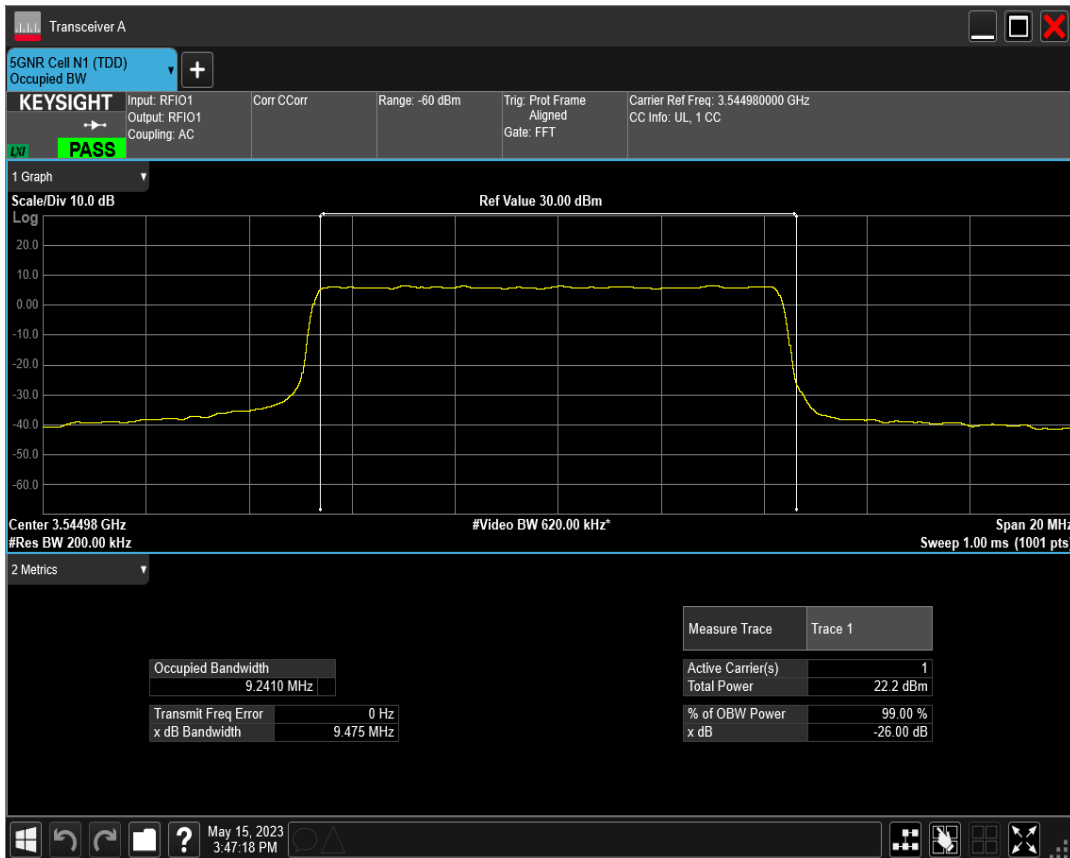 Transceiver A
5GNR Cell N1 (TDD)
Occupied BW
+
KEYSIGHT
LXI
PASS
Input: RFIO1
Output: RFIO1
Coupling: AC
Corr CCorr
Range: -60 dBm
Trig: Prot Frame
Aligned
Gate: FFT
Carrier Ref Freq: 3.544980000 GHz
CC Info: UL, 1 CC
1 Graph
Scale/Div 10.0 dB
Ref Value 30.00 dBm
Log
20.0
10.0
0.00
-10.0
-20.0
-30.0
-40.0
-50.0
-60.0
Center 3.54498 GHz
#Video BW 620.00 kHz*
Span 20 MHz
#Res BW 200.00 kHz
Sweep 1.00 ms (1001 pts)
2 Metrics
Measure Trace Trace 1
Occupied Bandwidth
9.2410 MHz
Active Carrier(s) 1
Total Power 22.2 dBm
Transmit Freq Error 0 Hz
x dB Bandwidth 9.475 MHz
% of OBW Power 99.00 %
x dB -26.00 dB
?
May 15, 2023
3:47:18 PM